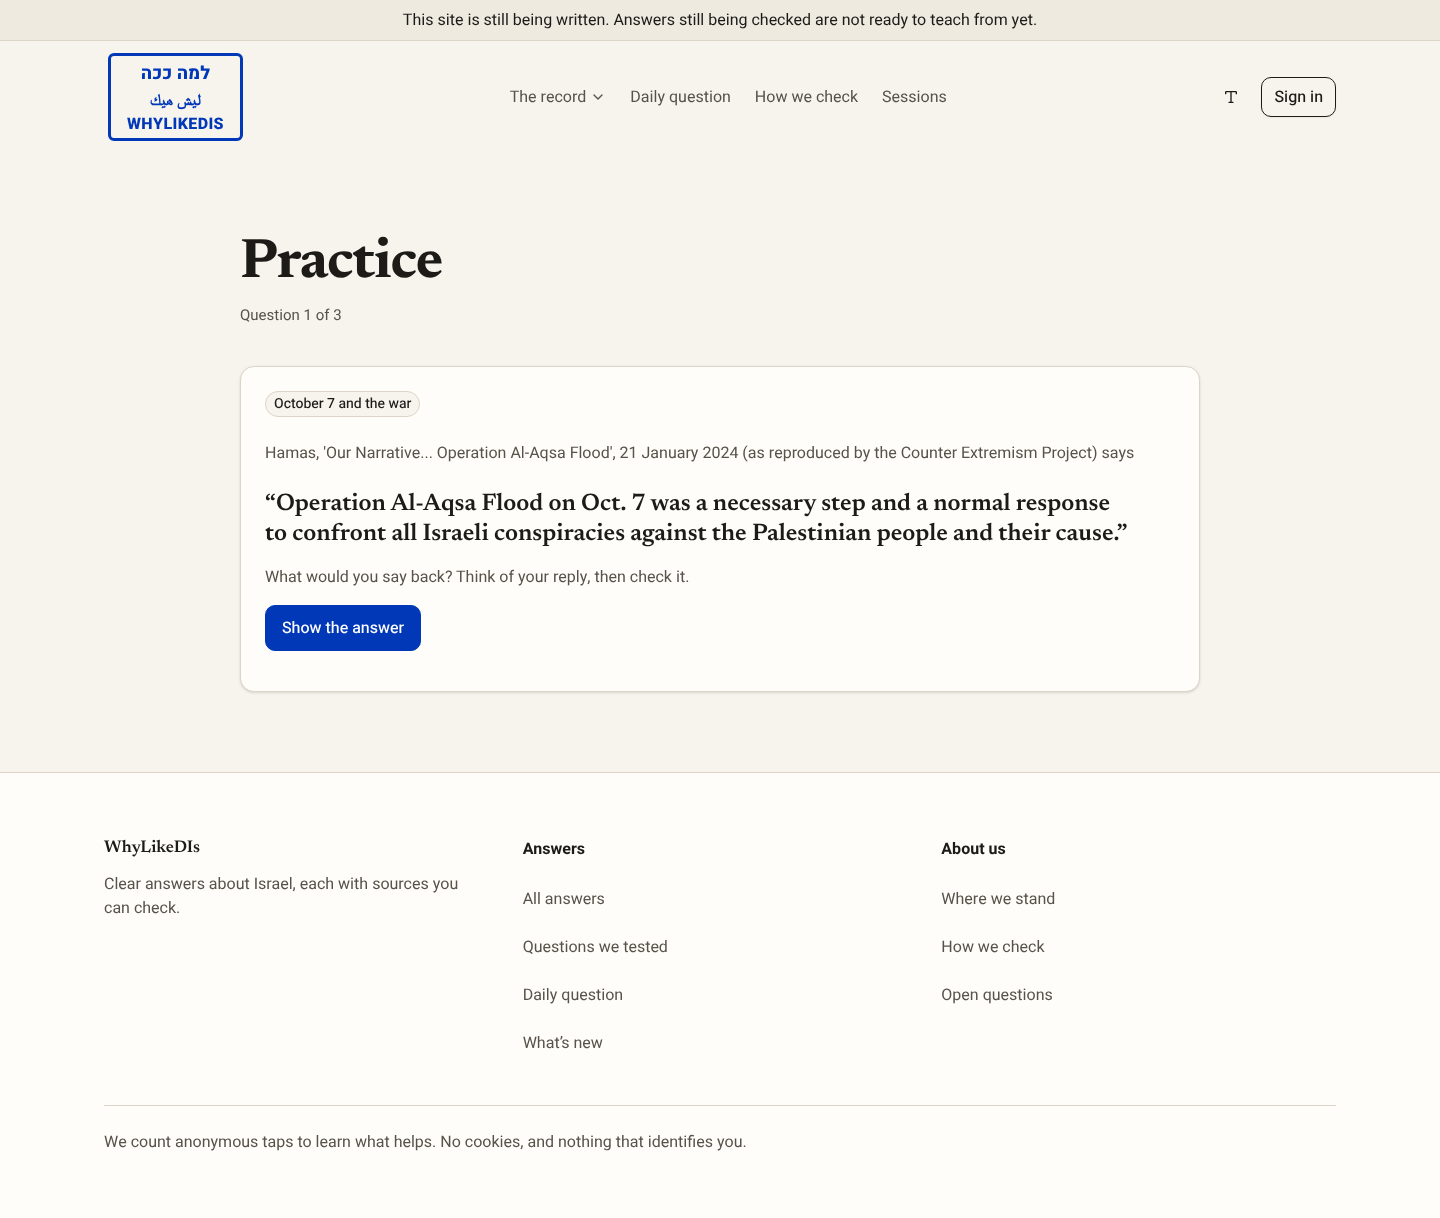 This site is still being written. Answers still being checked are not ready to teach from yet.
למה ככה
ليش هيك
WHYLIKEDIS
The record
Daily question
How we check
Sessions
T
Sign in
Practice
Question 1 of 3
October 7 and the war
Hamas, 'Our Narrative... Operation Al-Aqsa Flood', 21 January 2024 (as reproduced by the Counter Extremism Project) says
“Operation Al-Aqsa Flood on Oct. 7 was a necessary step and a normal response
to confront all Israeli conspiracies against the Palestinian people and their cause.”
What would you say back? Think of your reply, then check it.
Show the answer
WhyLikeDIs
Clear answers about Israel, each with sources you
can check.
Answers
All answers
Questions we tested
Daily question
What’s new
About us
Where we stand
How we check
Open questions
We count anonymous taps to learn what helps. No cookies, and nothing that identifies you.